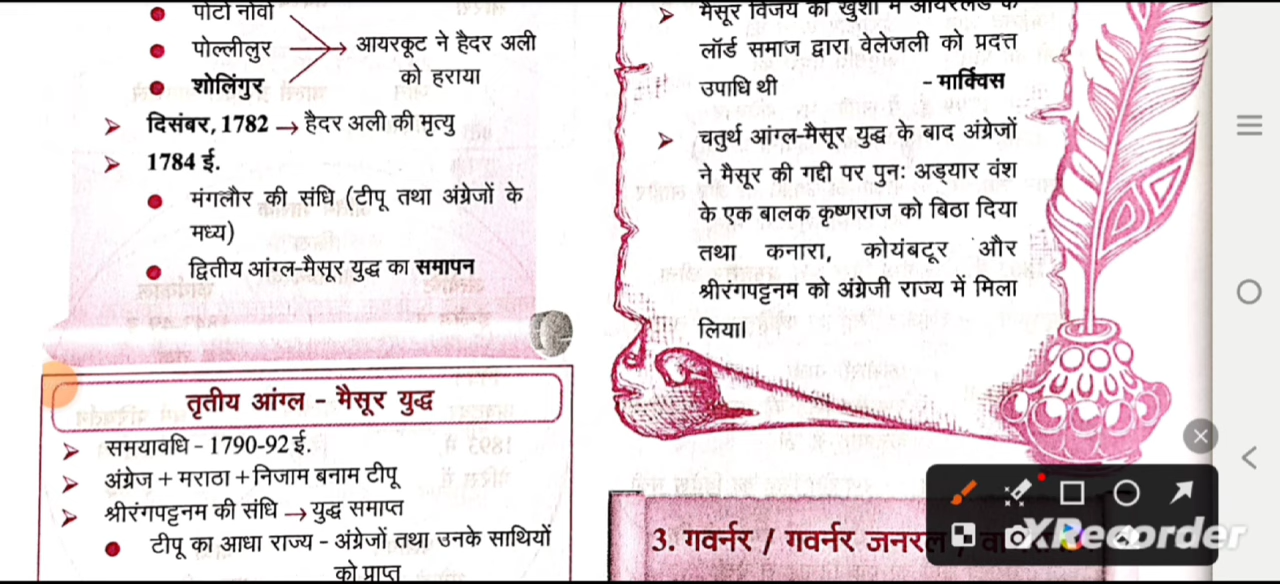 पोर्टो नोवो
पोल्लीलुर
शोलिंगुर
आयरकूट ने हैदर अली
को हराया
दिसंबर, 1782 → हैदर अली की मृत्यु
1784 ई.
मंगलौर की संधि (टीपू तथा अंग्रेजों के
मध्य)
द्वितीय आंग्ल-मैसूर युद्ध का समापन
तृतीय आंग्ल - मैसूर युद्ध
समयावधि - 1790-92 ई.
अंग्रेज + मराठा + निजाम बनाम टीपू
श्रीरंगपट्टनम की संधि → युद्ध समाप्त
टीपू का आधा राज्य - अंग्रेजों तथा उनके साथियों
को प्राप्त
मैसूर विजय की खुशी में आयरलैंड के
लॉर्ड समाज द्वारा वेलेजली को प्रदत्त
उपाधि थी - मार्क्विस
चतुर्थ आंग्ल-मैसूर युद्ध के बाद अंग्रेजों
ने मैसूर की गद्दी पर पुनः अड्यार वंश
के एक बालक कृष्णराज को बिठा दिया
तथा कनारा, कोयंबटूर और
श्रीरंगपट्टनम को अंग्रेजी राज्य में मिला
लिया।
3. गवर्नर / गवर्नर जनरल /
XRecorder